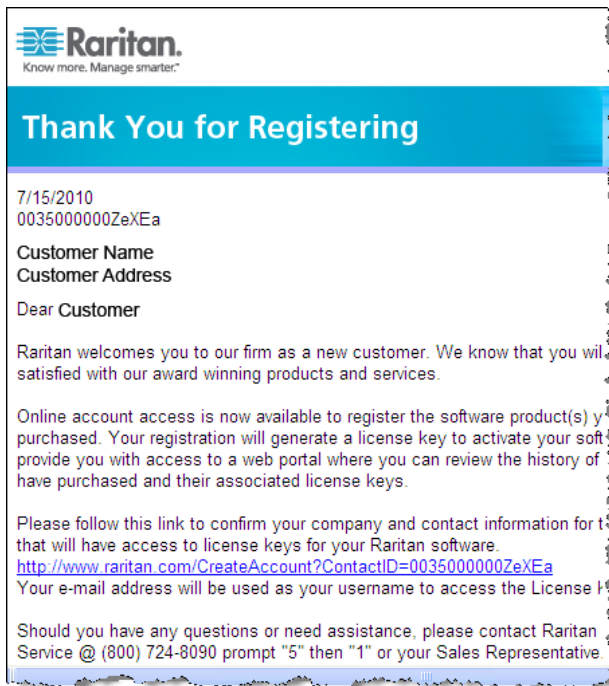 Raritan.
Know more. Manage smarter.™
Thank You for Registering
7/15/2010
0035000000ZeXEa
Customer Name
Customer Address
Dear Customer
Raritan welcomes you to our firm as a new customer. We know that you
satisfied with our award winning products and services.
Online account access is now available to register the software product(s)
purchased. Your registration will generate a license key to activate your
provide you with access to a web portal where you can review the history of
have purchased and their associated license keys.
Please follow this link to confirm your company and contact information for
that will have access to license keys for your Raritan software.
http://www.raritan.com/CreateAccount?ContactID=0035000000ZeXEa
Your e-mail address will be used as your username to access the License
Should you have any questions or need assistance, please contact Raritan
Service @ (800) 724-8090 prompt "5" then "1" or your Sales Representative.